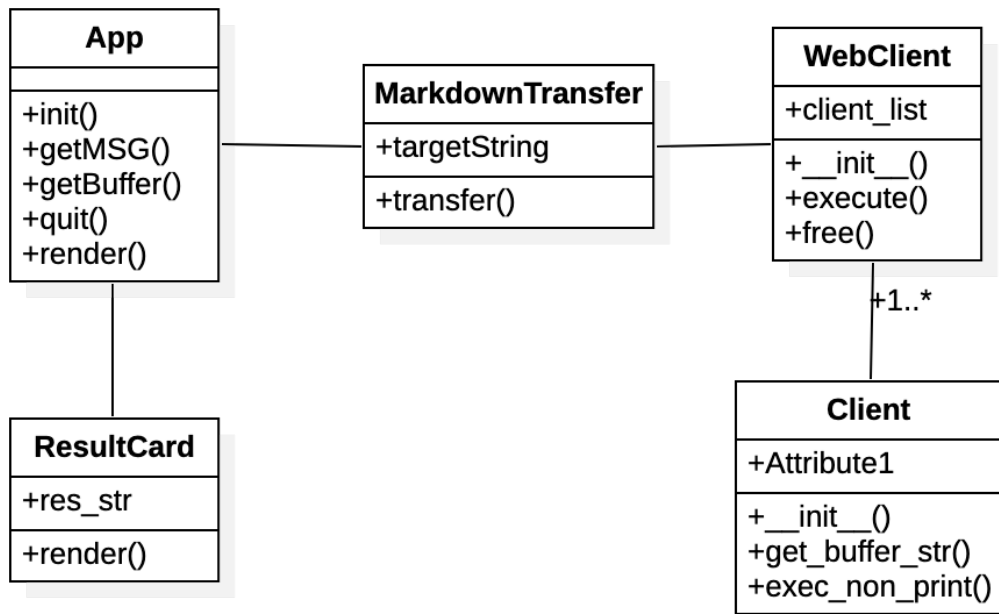 App
+init()
+getMSG()
+getBuffer()
+quit()
+render()
MarkdownTransfer
+targetString
+transfer()
WebClient
+client_list
+__init__()
+execute()
+free()
+1..*
ResultCard
+res_str
+render()
Client
+Attribute1
+__init__()
+get_buffer_str()
+exec_non_print()